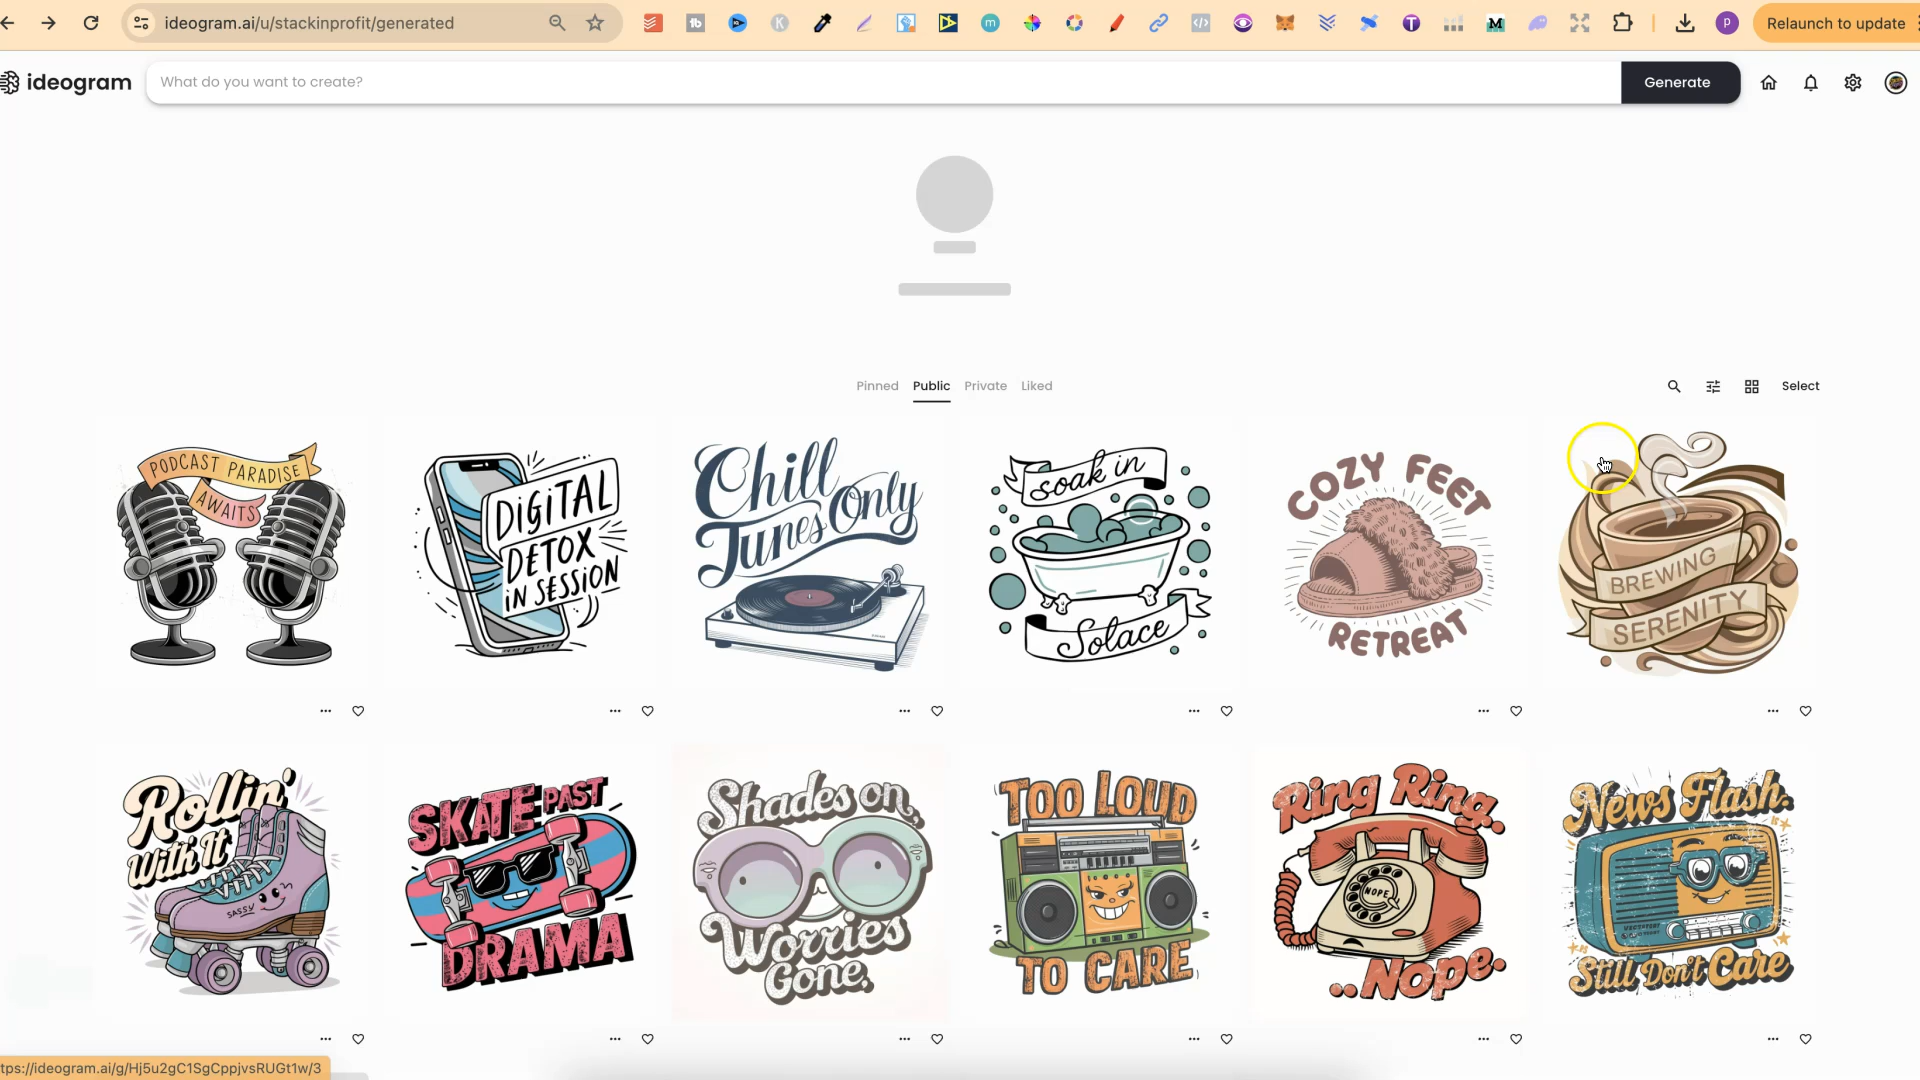 ideogram.ai/u/stackinprofit/generated
Relaunch to update
ideogram
What do you want to create?
Generate
Pinned
Public
Private
Liked
Select
PODCAST PARADISE
AWAITS
DIGITAL
DETOX
IN SESSION
Chill
Tunes Only
soak in
Solace
COZY FEET
RETREAT
BREWING
SERENITY
Rollin'
With It
SASSY
SKATE PAST
DRAMA
Shades on,
Worries
Gone.
TOO LOUD
TO CARE
Ring Ring.
NOPE
..Nope.
News Flash.
Still Don't Care
tps://ideogram.ai/g/Hj5u2gC1SgCppjvsRUGt1w/3